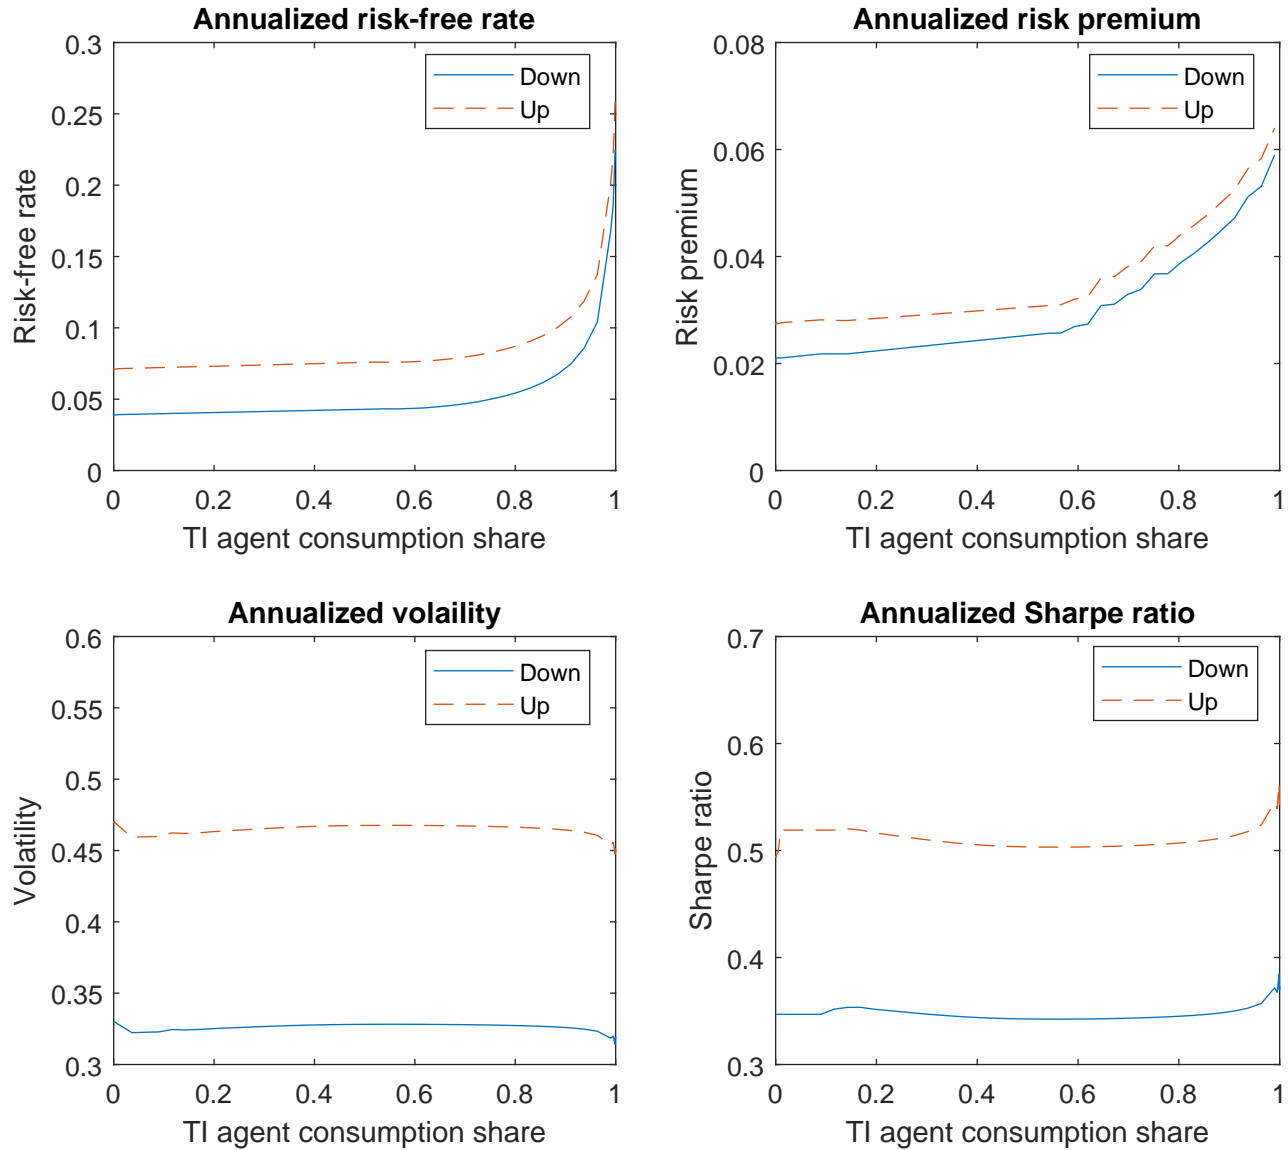 Annualized risk-free rate
0.3
0.25
0.2
0.15
0.1
0.05
0
Risk-free rate
Down
Up
0 0.2 0.4 0.6 0.8 1
TI agent consumption share
Annualized risk premium
0.08
0.06
0.04
0.02
0
Risk premium
Down
Up
0 0.2 0.4 0.6 0.8 1
TI agent consumption share
Annualized volaility
0.6
0.55
0.5
0.45
0.4
0.35
0.3
Volatility
Down
Up
0 0.2 0.4 0.6 0.8 1
TI agent consumption share
Annualized Sharpe ratio
0.7
0.6
0.5
0.4
0.3
Sharpe ratio
Down
Up
0 0.2 0.4 0.6 0.8 1
TI agent consumption share